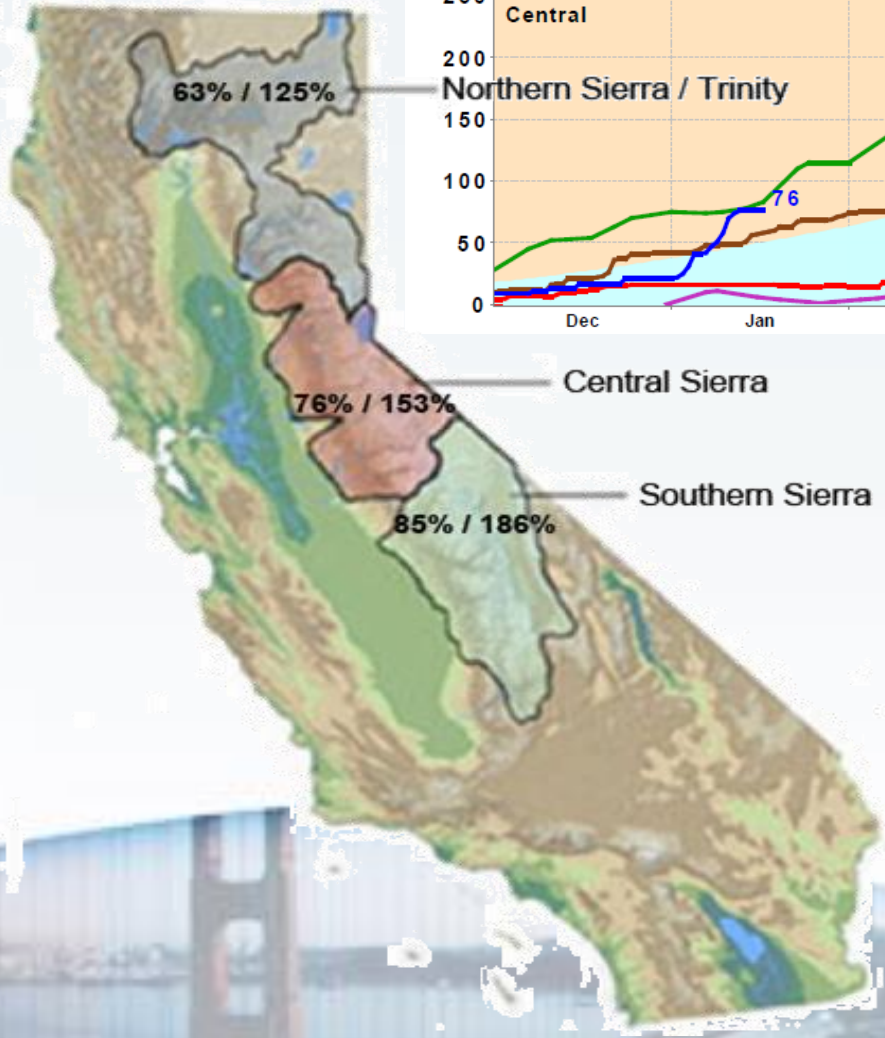 Central
200
150
100
50
0
76
Dec
Jan
63% / 125%
Northern Sierra / Trinity
Central Sierra
76% / 153%
Southern Sierra
85% / 186%